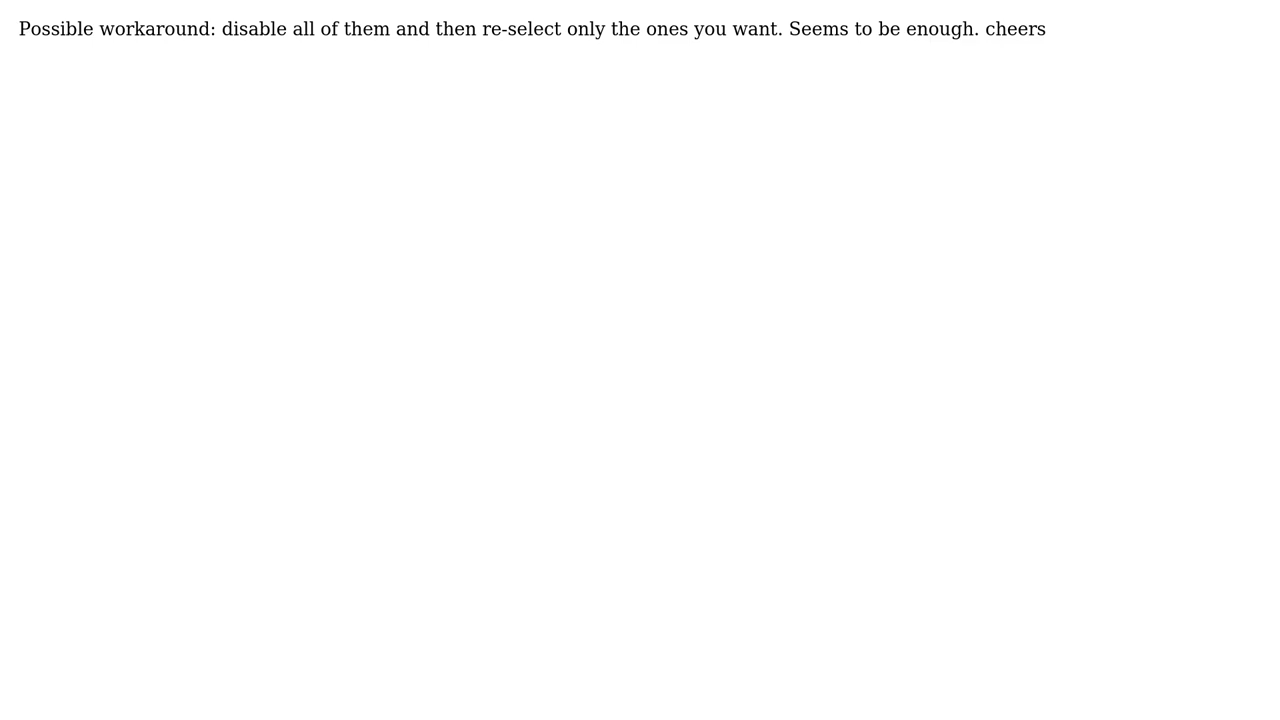 Possible workaround: disable all of them and then re-select only the ones you want. Seems to be enough. cheers